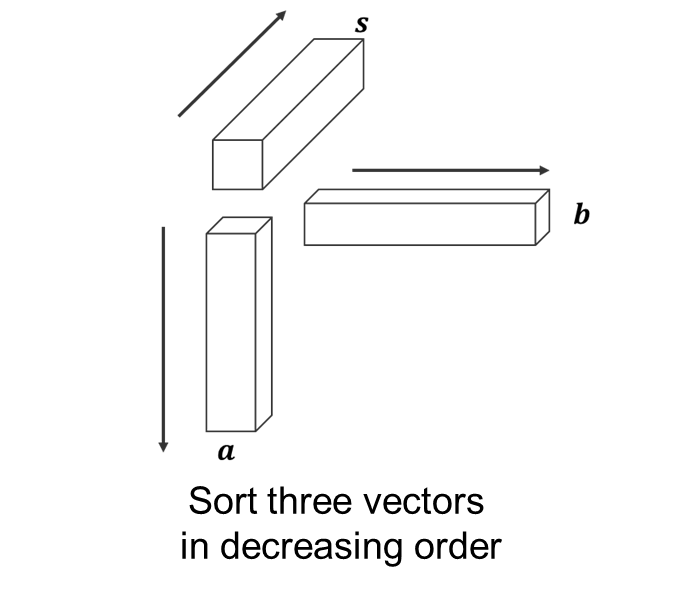 s
b
a
Sort three vectors
in decreasing order